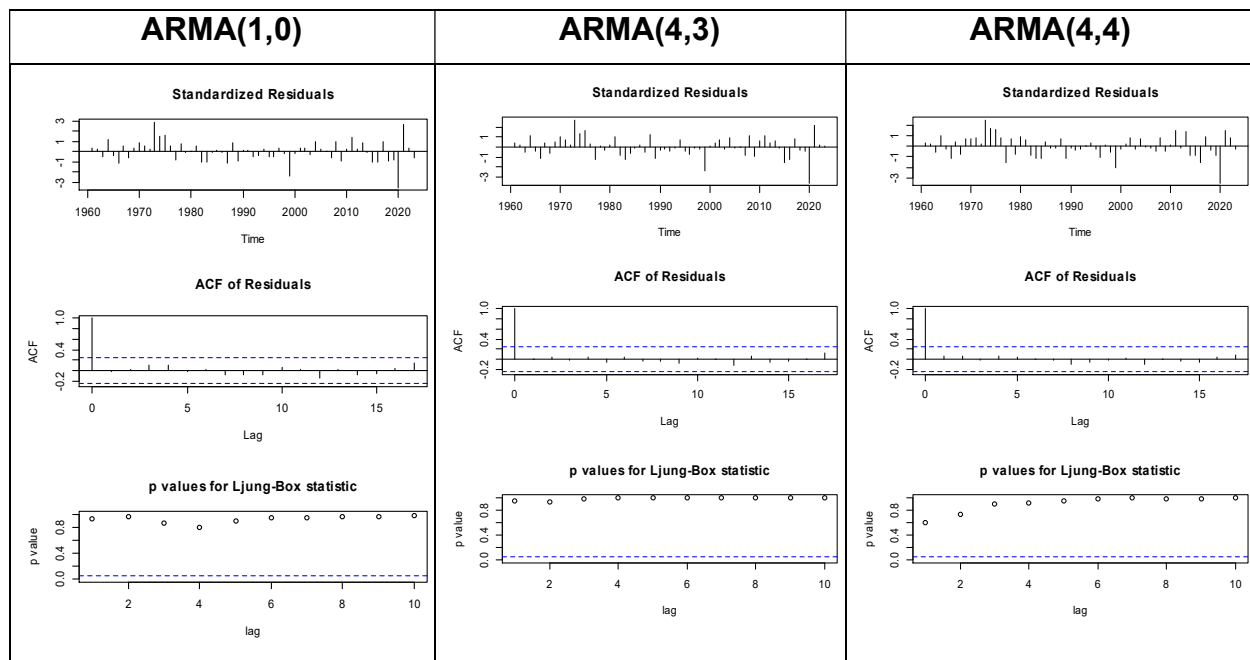 ARMA(1,0)
Standardized Residuals
3
1
-1
-3
1960 1970 1980 1990 2000 2010 2020
Time
ACF of Residuals
ACF
1.0
0.4
-0.2
0 5 10 15
Lag
p values for Ljung-Box statistic
p value
0.8
0.4
0.0
2 4 6 8 10
lag
ARMA(4,3)
Standardized Residuals
1
-1
-3
1960 1970 1980 1990 2000 2010 2020
Time
ACF of Residuals
ACF
1.0
0.4
-0.2
0 5 10 15
Lag
p values for Ljung-Box statistic
p value
0.8
0.4
0.0
2 4 6 8 10
lag
ARMA(4,4)
Standardized Residuals
1
-1
-3
1960 1970 1980 1990 2000 2010 2020
Time
ACF of Residuals
ACF
1.0
0.4
-0.2
0 5 10 15
Lag
p values for Ljung-Box statistic
p value
0.8
0.4
0.0
2 4 6 8 10
lag